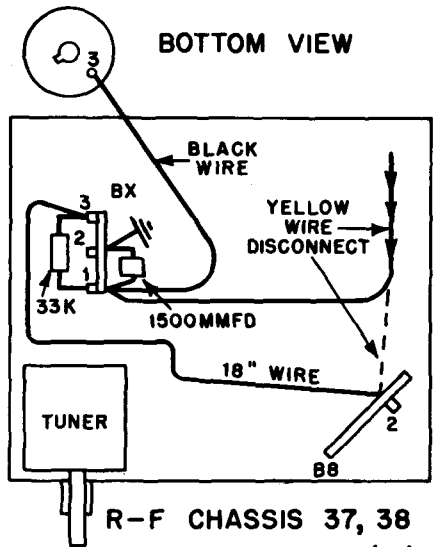 BOTTOM VIEW
3
BLACK
WIRE
3
BX
2
1
33K
1500MMFD
YELLOW
WIRE
DISCONNECT
18" WIRE
2
B8
TUNER
R-F CHASSIS 37, 38